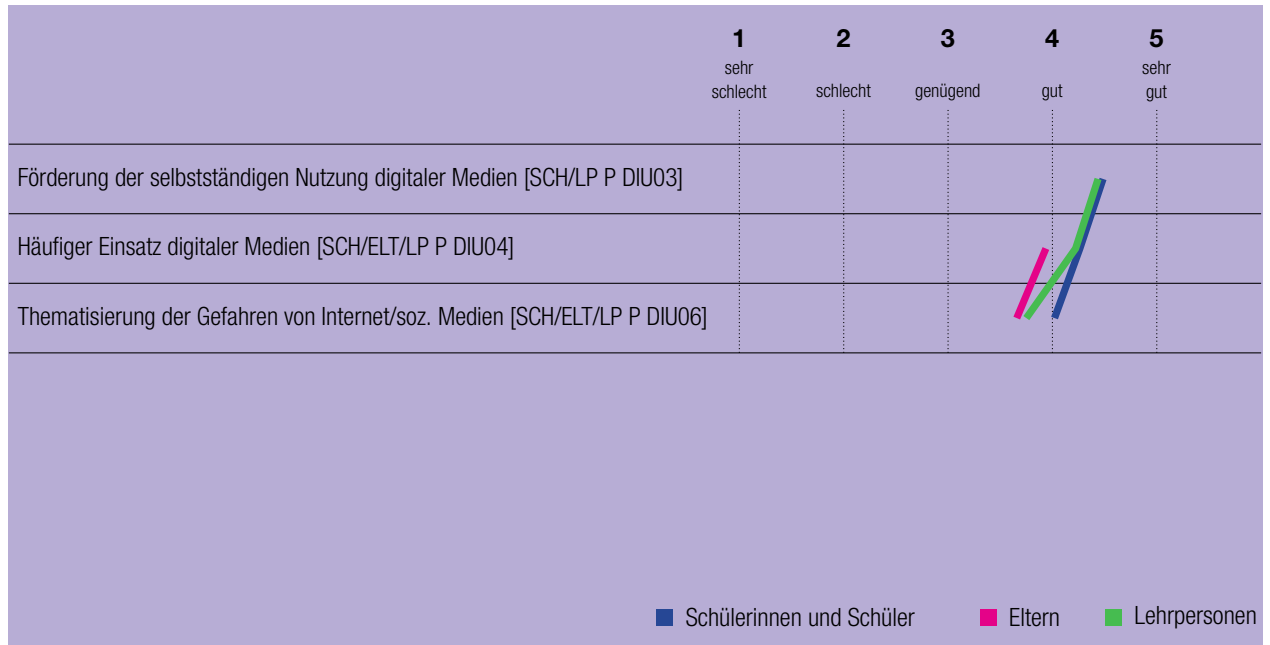 1 2 3 4 5
sehr schlecht schlecht genügend gut sehr gut
Förderung der selbstständigen Nutzung digitaler Medien [SCH/LP P DIU03]
Häufiger Einsatz digitaler Medien [SCH/ELT/LP P DIU04]
Thematisierung der Gefahren von Internet/soz. Medien [SCH/ELT/LP P DIU06]
Schülerinnen und Schüler Eltern Lehrpersonen